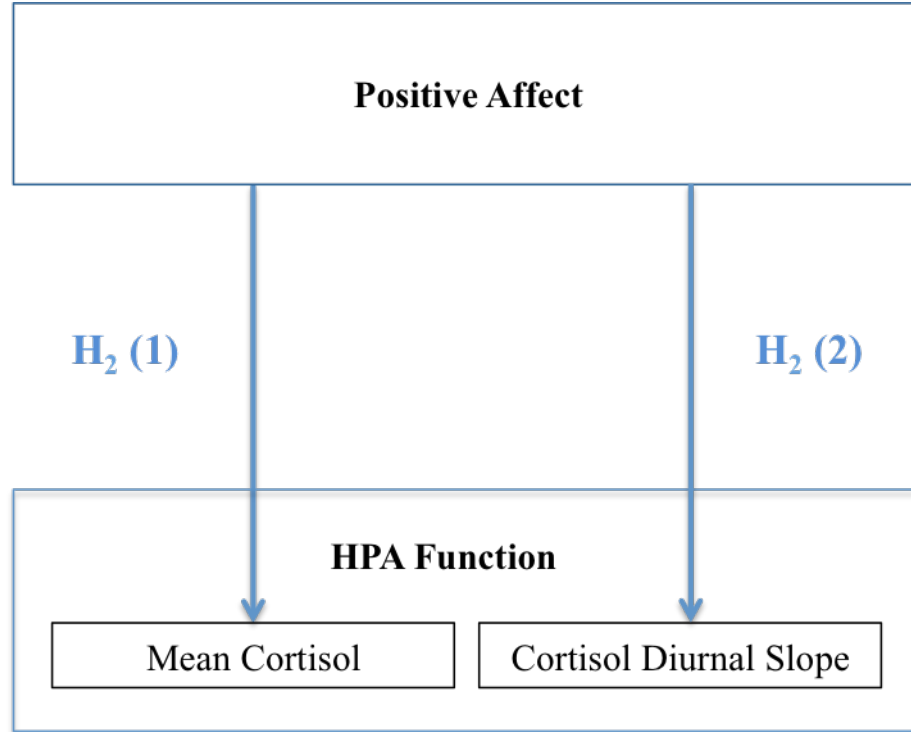 Positive Affect
H₂ (1)
H₂ (2)
HPA Function
Mean Cortisol
Cortisol Diurnal Slope